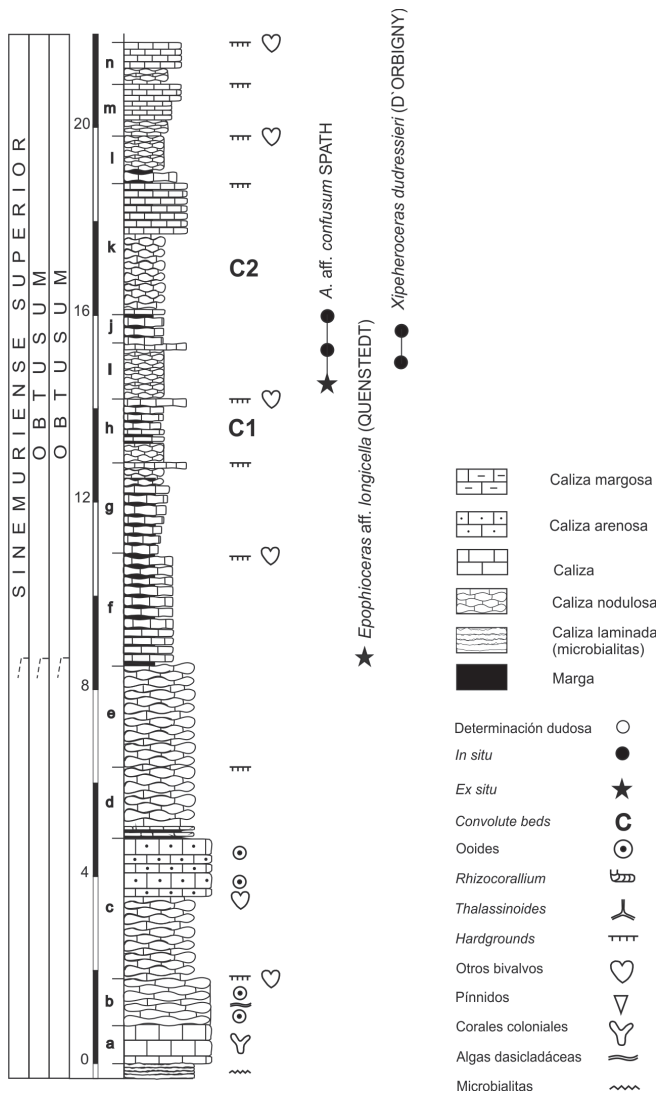 SINEMURIENSE SUPERIOR
OBTUSUM
OBTUSUM
20
16
12
8
4
0
n
m
l
k
j
I
h
g
f
e
d
c
b
a
C2
C1
A. aff. confusum SPATH
Xipeheroceras dudressieri (D`ORBIGNY)
Epophioceras aff. longicella (QUENSTEDT)
Caliza margosa
Caliza arenosa
Caliza
Caliza nodulosa
Caliza laminada
(microbialitas)
Marga
Determinación dudosa
In situ
Ex situ
Convolute beds C
Ooides
Rhizocorallium
Thalassinoides
Hardgrounds
Otros bivalvos
Pínnidos
Corales coloniales
Algas dasicladáceas
Microbialitas